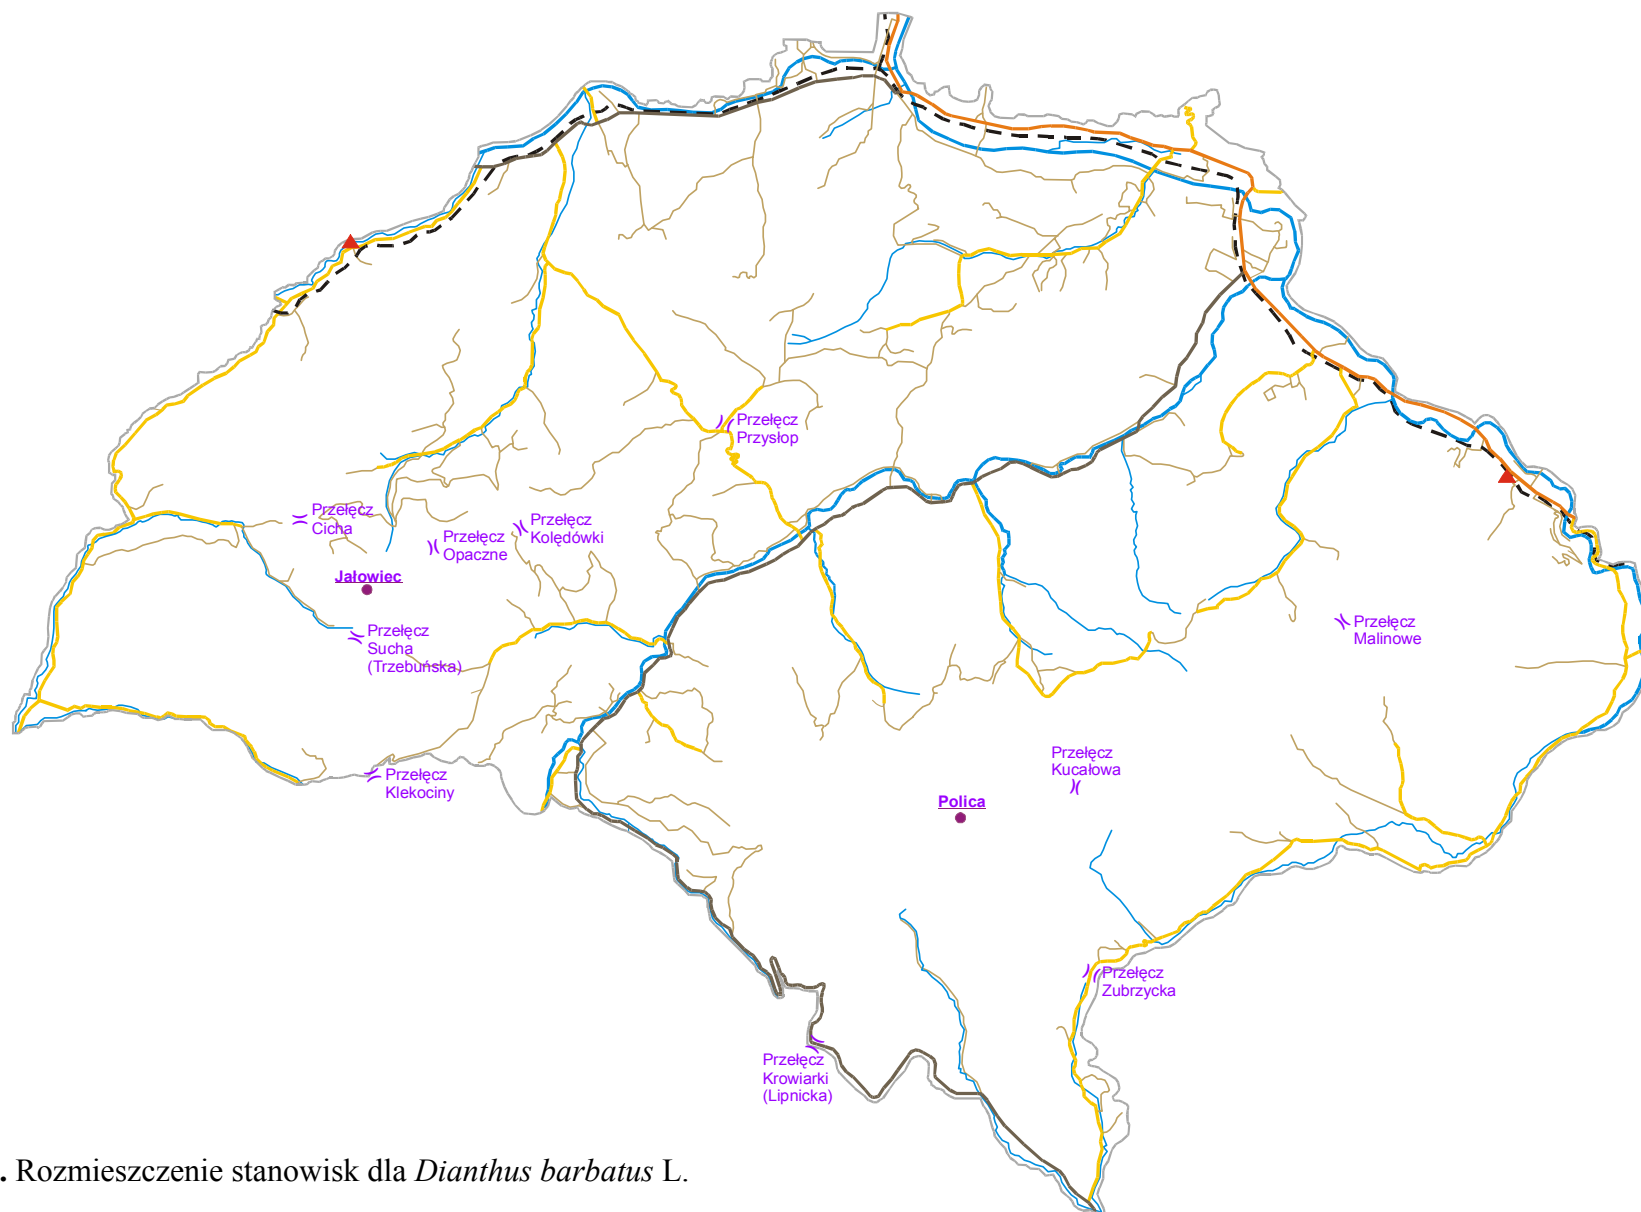 Przełęcz
Przysłop
Przełęcz
Cicha
Przełęcz
Kolędówki
Przełęcz
Opaczne
Jałowiec
Przełęcz
Sucha
(Trzebuńska)
Przełęcz
Malinowe
Przełęcz
Klekociny
Przełęcz
Kucałowa
Polica
Przełęcz
Zubrzycka
Przełęcz
Krowiarki
(Lipnicka)
. Rozmieszczenie stanowisk dla Dianthus barbatus L.